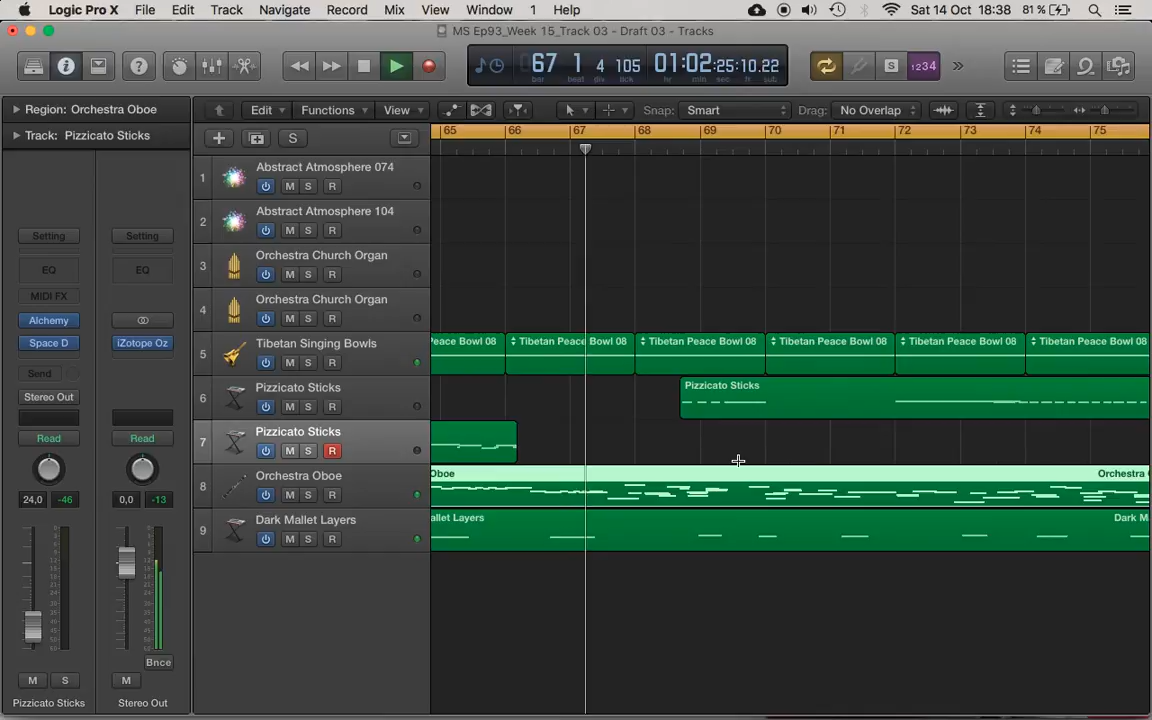 Logic Pro X File Edit Track Navigate Record Mix View Window 1 Help Sat 14 Oct 18:38 81 %
MS Ep93_Week 15_Track 03 - Draft 03 - Tracks
67 1 4 105 01:02:25:10.22 S 1234
bar beat div tick
Region: Orchestra Oboe Edit Functions View Snap: Smart Drag: No Overlap
Track: Pizzicato Sticks S 65 66 67 68 69 70 71 72 73 74 75
1 Abstract Atmosphere 074
M S R
2 Abstract Atmosphere 104
M S R
Setting Setting
3 Orchestra Church Organ
EQ EQ M S R
MIDI FX
4 Orchestra Church Organ
Alchemy M S R
Space D iZotope Oz
5 Tibetan Singing Bowls Peace Bowl 08 Tibetan Peace Bowl 08 Tibetan Peace Bowl 08 Tibetan Peace Bowl 08 Tibetan Peace Bowl 08 Tibetan Peace Bowl 08
M S R
Send
6 Pizzicato Sticks Pizzicato Sticks
Stereo Out M S R
Read Read
7 Pizzicato Sticks
M S R
8 Orchestra Oboe Oboe Orchestra
24,0 -46 0,0 -13 M S R
9 Dark Mallet Layers allet Layers Dark M
M S R
Bnce
M S M
Pizzicato Sticks Stereo Out